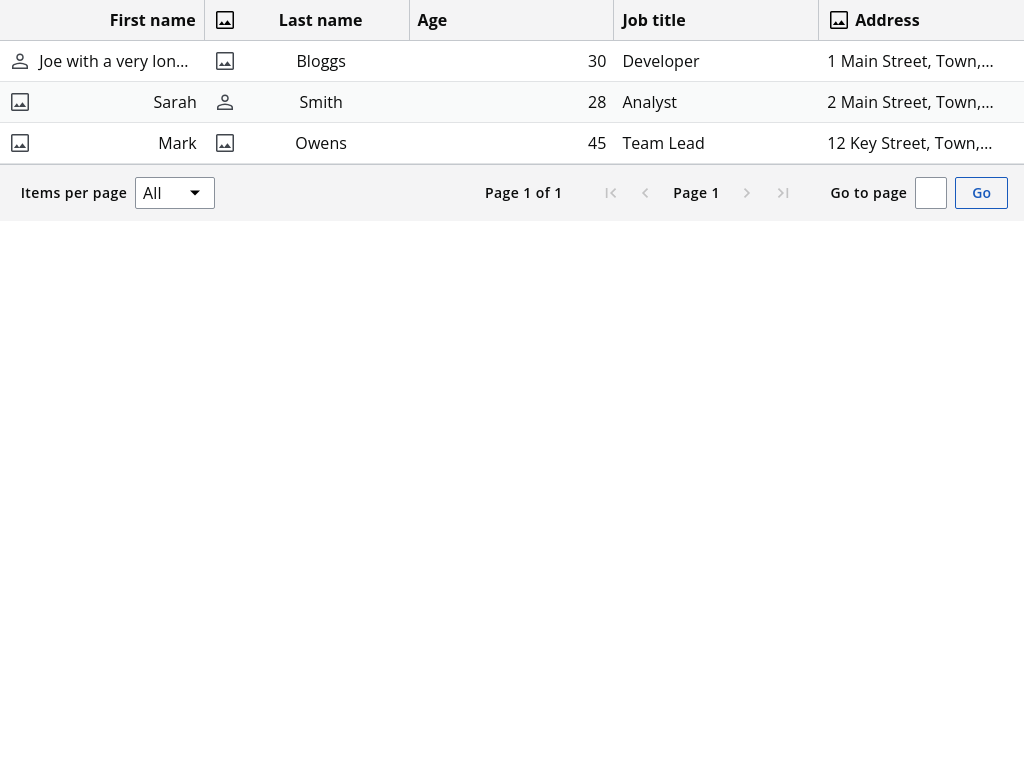 First name Last name Age Job title Address
Joe with a very lon... Bloggs 30 Developer 1 Main Street, Town,...
Sarah Smith 28 Analyst 2 Main Street, Town,...
Mark Owens 45 Team Lead 12 Key Street, Town,...
Items per page All Page 1 of 1 Page 1 Go to page Go